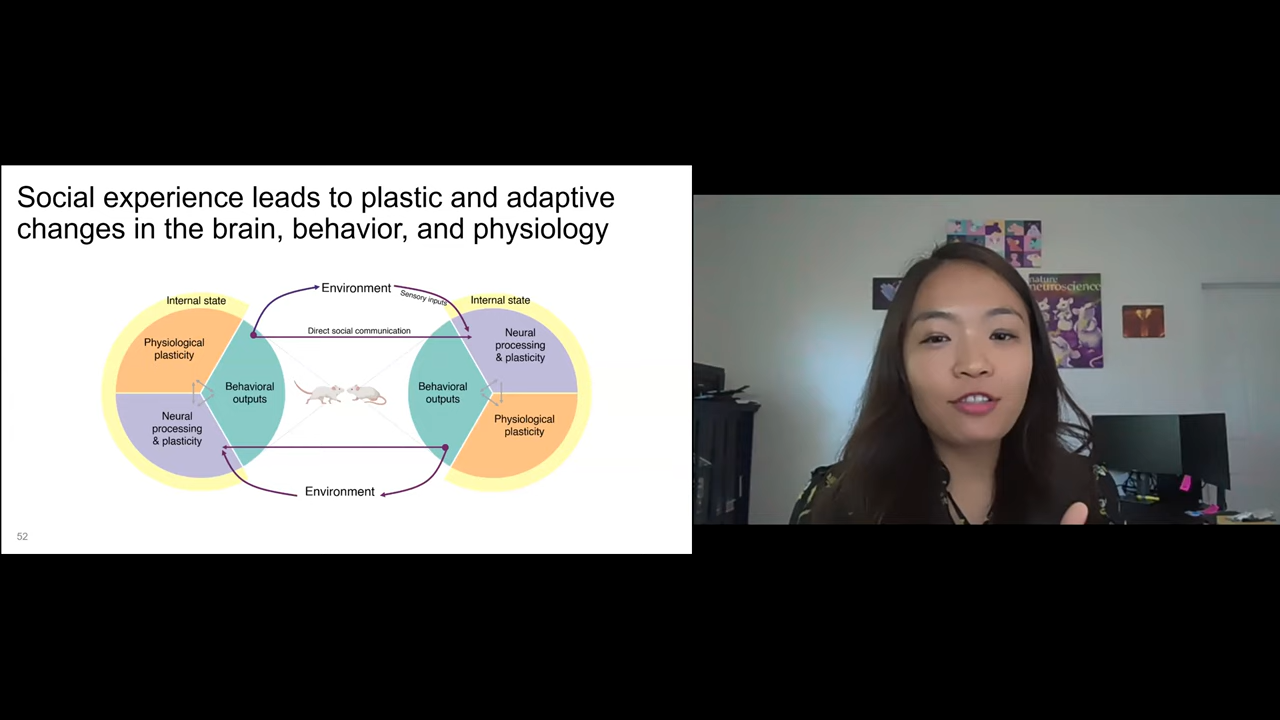 Social experience leads to plastic and adaptive
changes in the brain, behavior, and physiology
Environment
Sensory inputs
Internal state
Internal state
Direct social communication
Physiological
plasticity
Neural
processing
& plasticity
Behavioral
outputs
Behavioral
outputs
Neural
processing
& plasticity
Physiological
plasticity
Environment
52
nature
neuroscience